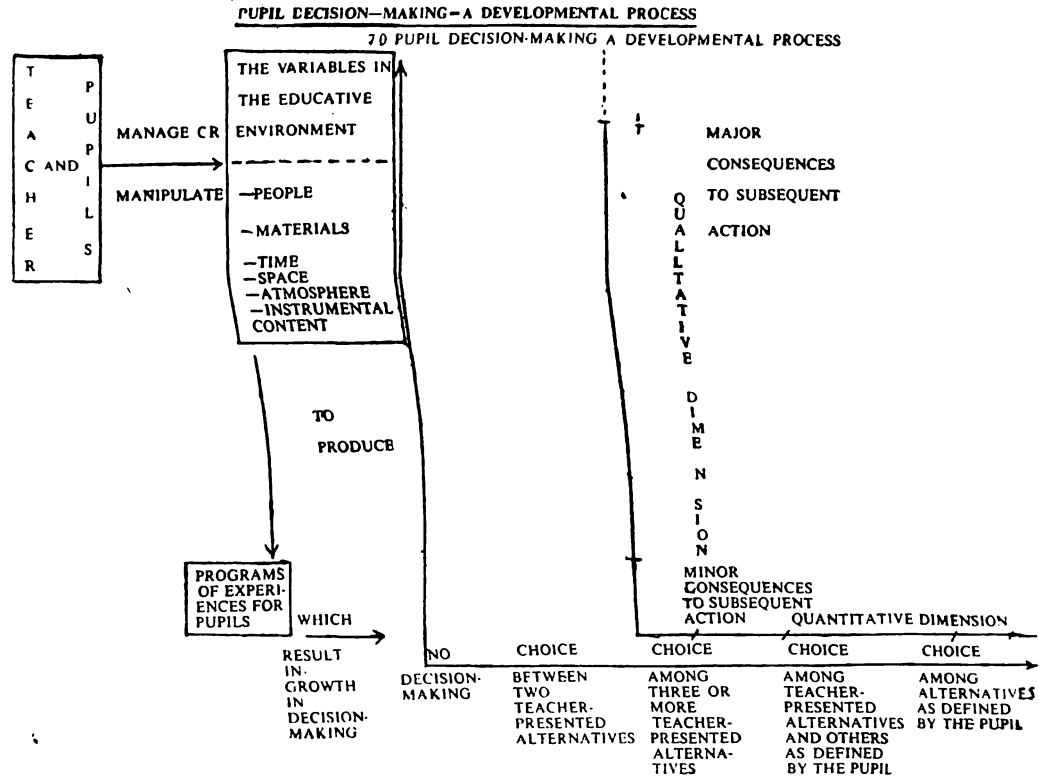 PUPIL DECISION—MAKING—A DEVELOPMENTAL PROCESS
70 PUPIL DECISION-MAKING A DEVELOPMENTAL PROCESS
TEACHER
AND
PUPILS
MANAGE CR
MANIPULATE
THE VARIABLES IN
THE EDUCATIVE
ENVIRONMENT
—PEOPLE
—MATERIALS
—TIME
—SPACE
—ATMOSPHERE
—INSTRUMENTAL
CONTENT
TO
PRODUCE
PROGRAMS
OF EXPERI-
ENCES FOR
PUPILS
WHICH
RESULT
IN-
GROWTH
IN
DECISION-
MAKING
MAJOR
CONSEQUENCES
TO SUBSEQUENT
ACTION
QUALLTATIVE DIMENSION
MINOR
CONSEQUENCES
TO SUBSEQUENT
ACTION
QUANTITATIVE DIMENSION
NO
DECISION-
MAKING
CHOICE
BETWEEN
TWO
TEACHER-
PRESENTED
ALTERNATIVES
CHOICE
AMONG
THREE OR
MORE
TEACHER-
PRESENTED
ALTERNA-
TIVES
CHOICE
AMONG
TEACHER-
PRESENTED
ALTERNATIVES
AND OTHERS
AS DEFINED
BY THE PUPIL
CHOICE
AMONG
ALTERNATIVES
AS DEFINED
BY THE PUPIL